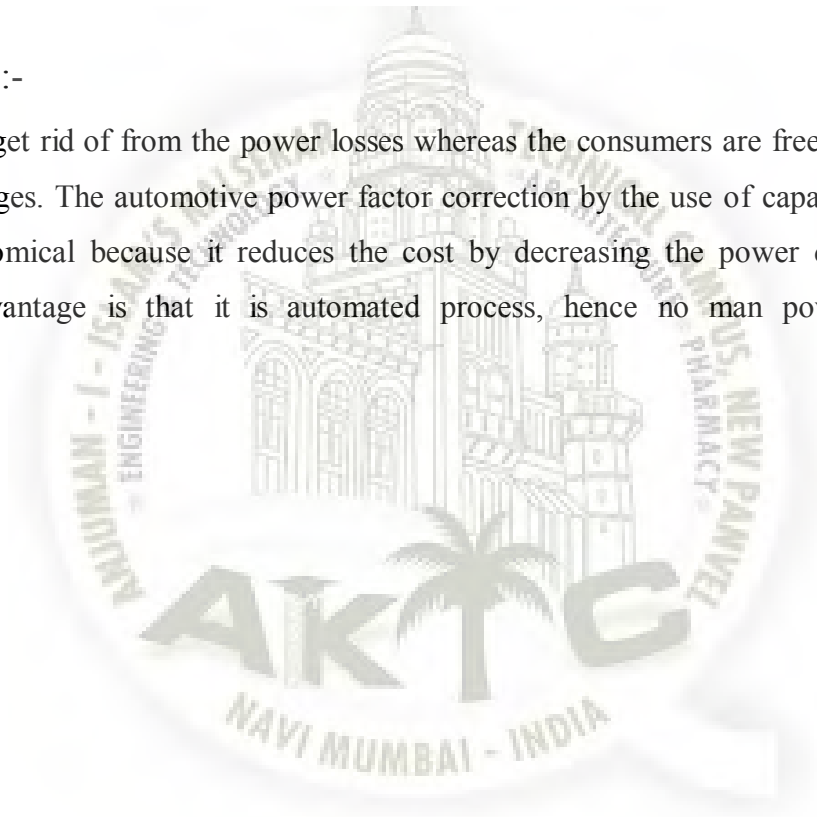 :-
get rid of from the power losses whereas the consumers are free
ges. The automotive power factor correction by the use of capa
omical because it reduces the cost by decreasing the power
vantage is that it is automated process, hence no man po
ANJUMAN - I - ISLAM'S KALSEKAR TECHNICAL CAMPUS, NEW PANVEL
ENGINEERING TECHNOLOGY ARCHITECTURE PHARMACY
AKTC
NAVI MUMBAI - INDIA